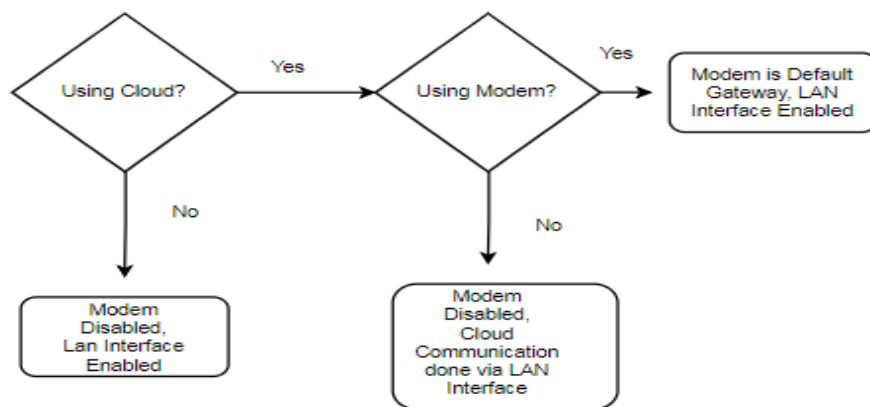 Using Cloud?
Yes
Using Modem?
Yes
Modem is Default
Gateway, LAN
Interface Enabled
No
No
Modem
Disabled,
Lan Interface
Enabled
Modem
Disabled,
Cloud
Communication
done via LAN
Interface